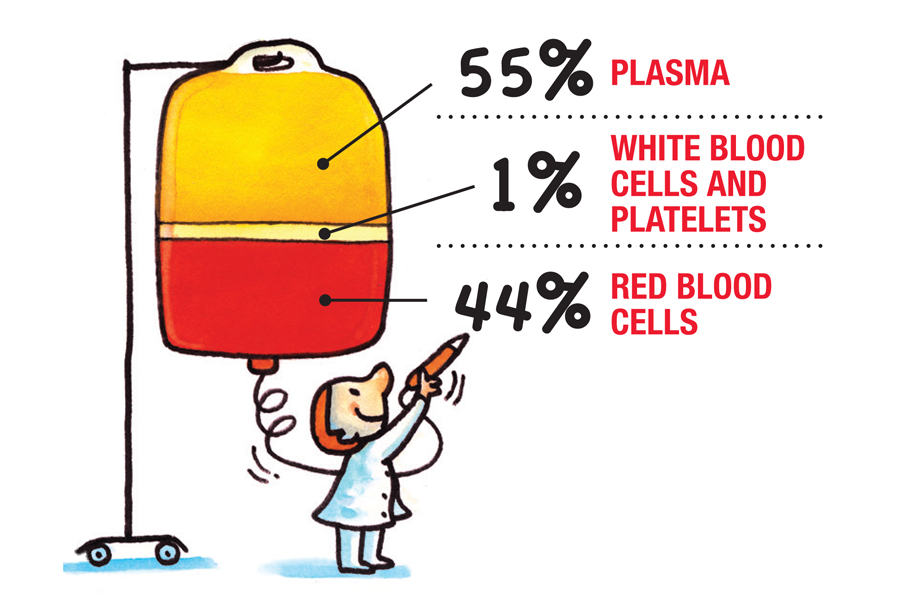 55% PLASMA
1% WHITE BLOOD
CELLS AND
PLATELETS
44% RED BLOOD
CELLS